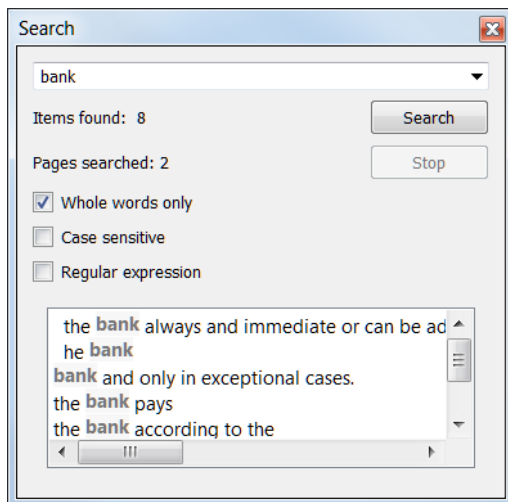 Search
bank
Items found: 8
Search
Pages searched: 2
Stop
Whole words only
Case sensitive
Regular expression
the bank always and immediate or can be ad
he bank
bank and only in exceptional cases.
the bank pays
the bank according to the